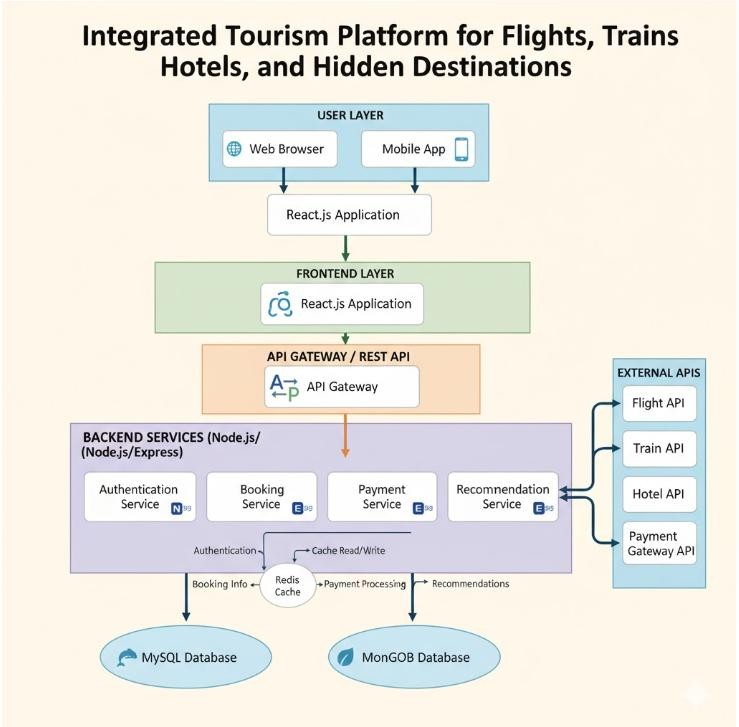 Integrated Tourism Platform for Flights, Trains
Hotels, and Hidden Destinations
USER LAYER
Web Browser
Mobile App
React.js Application
FRONTEND LAYER
React.js Application
API GATEWAY / REST API
A
P
API Gateway
EXTERNAL APIS
Flight API
Train API
Hotel API
Payment
Gateway API
BACKEND SERVICES (Node.js/
(Node.js/Express)
Authentication
Service
N
Booking
Service
E
Payment
Service
E
Recomnendation
Service
E
Authentication
Cache Read/Write
Booking Info
Redis
Cache
Payment Processing
Recommendations
MySQL Database
MonGOB Database